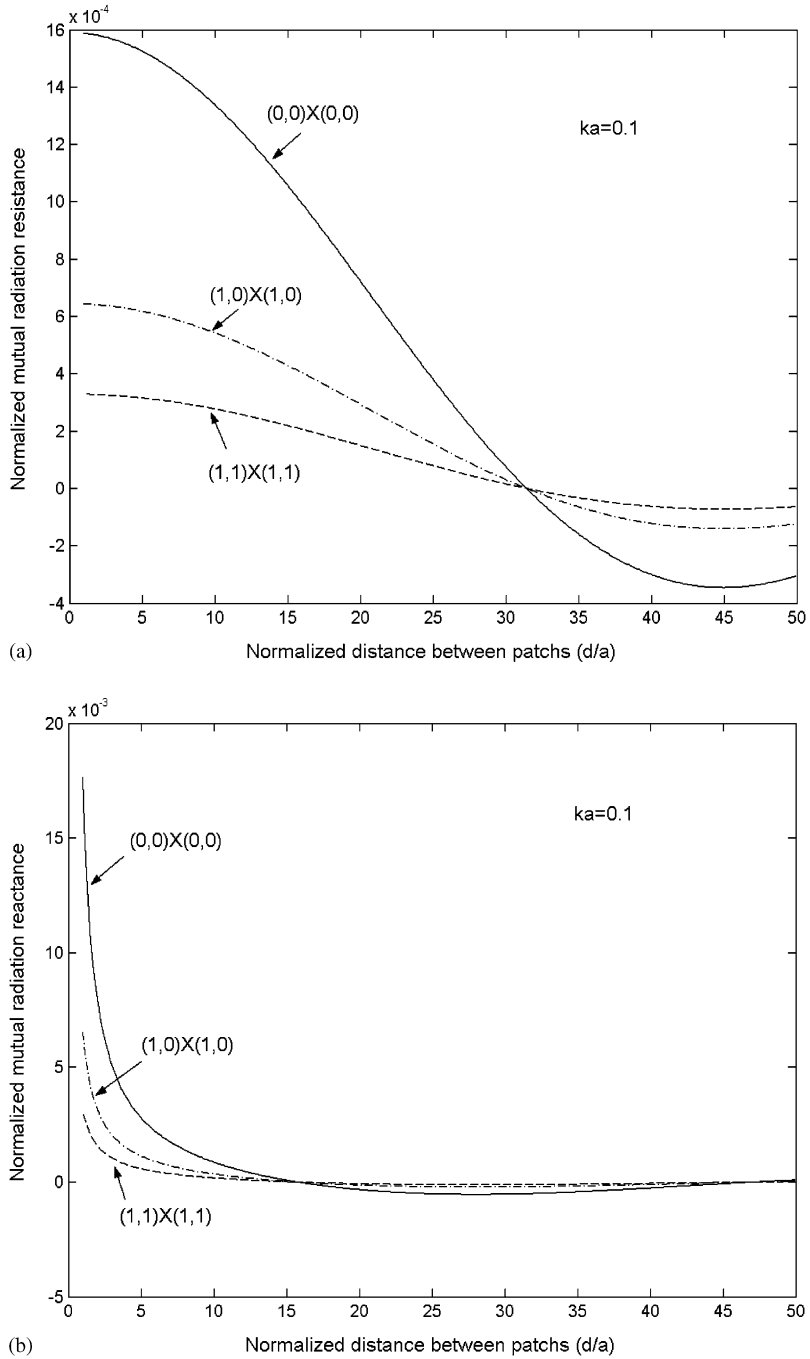 x 10-4
16
14
12
10
8
6
4
2
0
-2
-4
Normalized mutual radiation resistance
(0,0)X(0,0)
ka=0.1
(1,0)X(1,0)
(1,1)X(1,1)
0 5 10 15 20 25 30 35 40 45 50
(a) Normalized distance between patchs (d/a)
x 10-3
20
15
10
5
0
-5
Normalized mutual radiation reactance
ka=0.1
(0,0)X(0,0)
(1,0)X(1,0)
(1,1)X(1,1)
0 5 10 15 20 25 30 35 40 45 50
(b) Normalized distance between patchs (d/a)